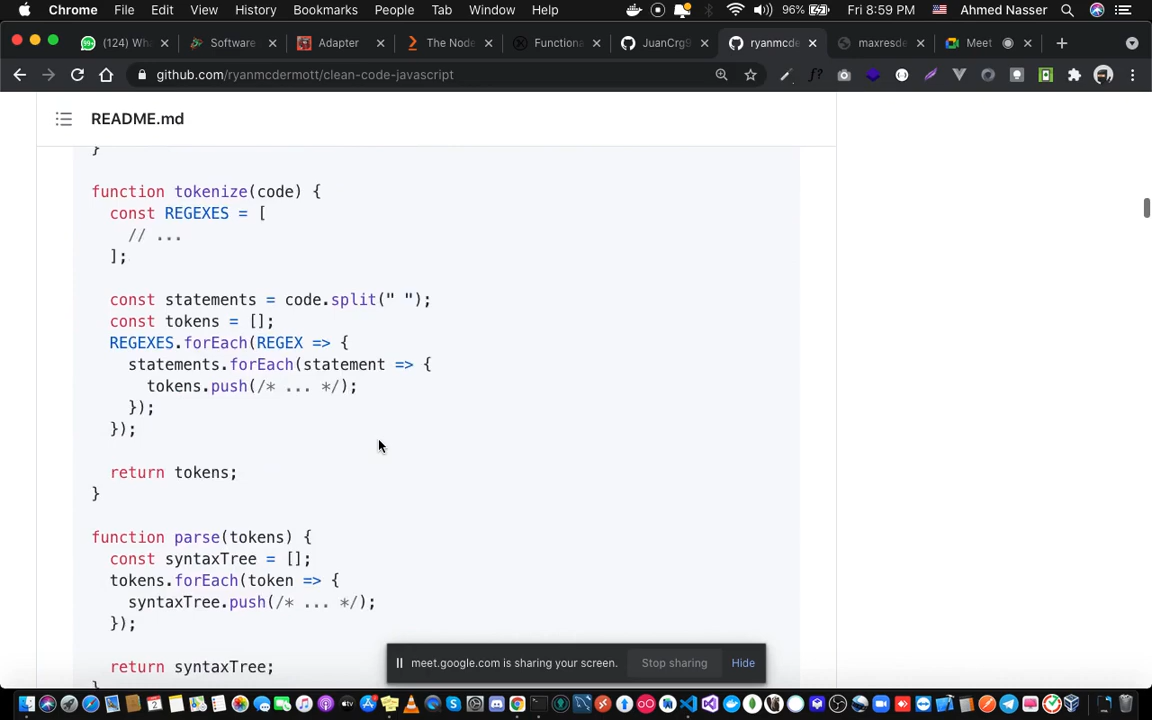 Chrome File Edit View History Bookmarks People Tab Window Help 96% Fri 8:59 PM Ahmed Nasser
(124) Wha Software Adapter The Node Functiona JuanCrg9 ryanmcde maxresde Meet
github.com/ryanmcdermott/clean-code-javascript
README.md
}
function tokenize(code) {
const REGEXES = [
// ...
];
const statements = code.split(" ");
const tokens = [];
REGEXES.forEach(REGEX => {
statements.forEach(statement => {
tokens.push(/* ... */);
});
});
return tokens;
}
function parse(tokens) {
const syntaxTree = [];
tokens.forEach(token => {
syntaxTree.push(/* ... */);
});
return syntaxTree;
meet.google.com is sharing your screen. Stop sharing Hide